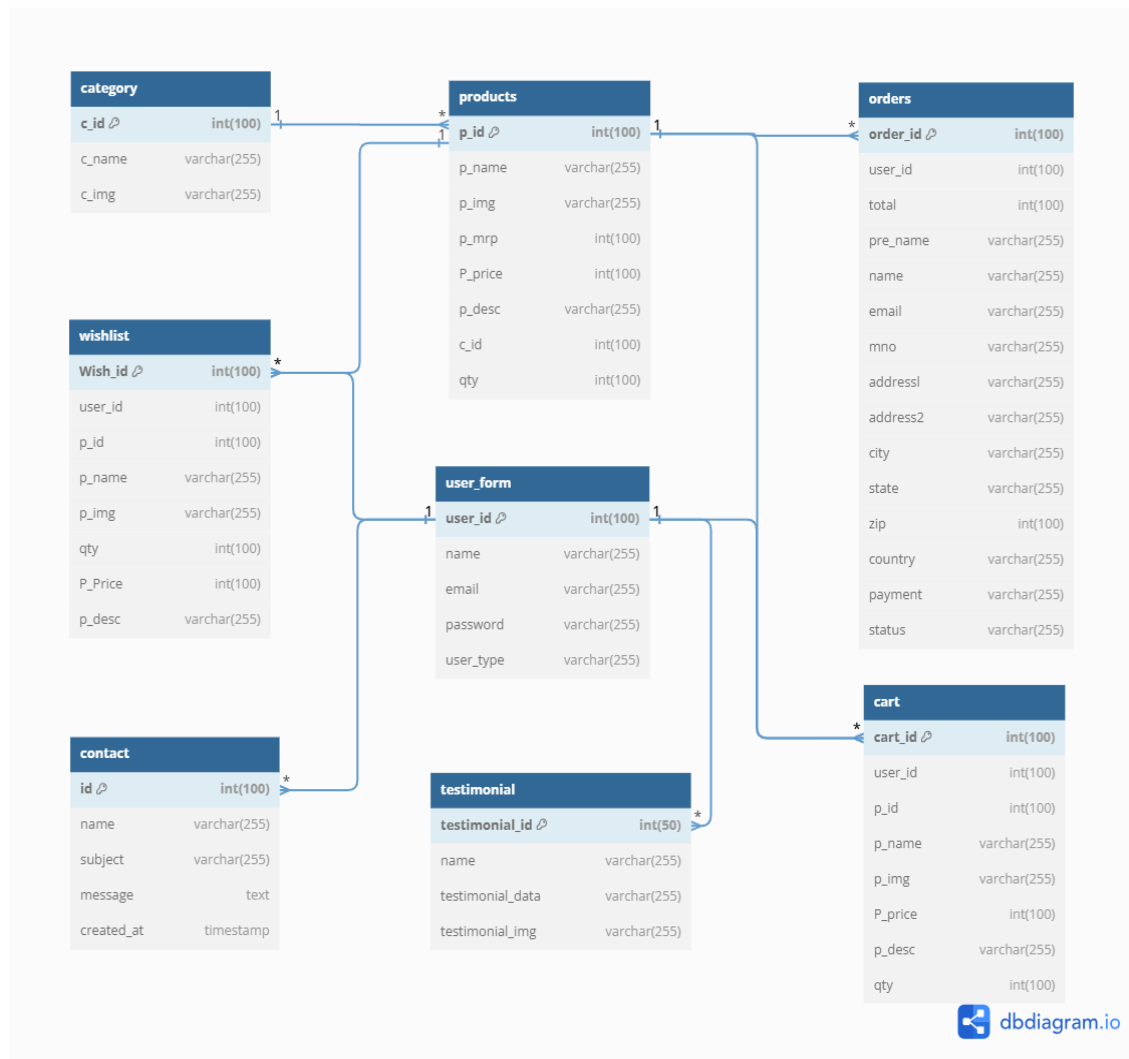 category
c_id int(100)
c_name varchar(255)
c_img varchar(255)
1
*
1
products
p_id int(100)
p_name varchar(255)
p_img varchar(255)
p_mrp int(100)
P_price int(100)
p_desc varchar(255)
c_id int(100)
qty int(100)
1
*
orders
order_id int(100)
user_id int(100)
total int(100)
pre_name varchar(255)
name varchar(255)
email varchar(255)
mno varchar(255)
addressl varchar(255)
address2 varchar(255)
city varchar(255)
state varchar(255)
zip int(100)
country varchar(255)
payment varchar(255)
status varchar(255)
wishlist
Wish_id int(100)
user_id int(100)
p_id int(100)
p_name varchar(255)
p_img varchar(255)
qty int(100)
P_Price int(100)
p_desc varchar(255)
*
1
user_form
user_id int(100)
name varchar(255)
email varchar(255)
password varchar(255)
user_type varchar(255)
1
contact
id int(100)
name varchar(255)
subject varchar(255)
message text
created_at timestamp
*
testimonial
testimonial_id int(50)
name varchar(255)
testimonial_data varchar(255)
testimonial_img varchar(255)
*
*
cart
cart_id int(100)
user_id int(100)
p_id int(100)
p_name varchar(255)
p_img varchar(255)
P_price int(100)
p_desc varchar(255)
qty int(100)
dbdiagram.io